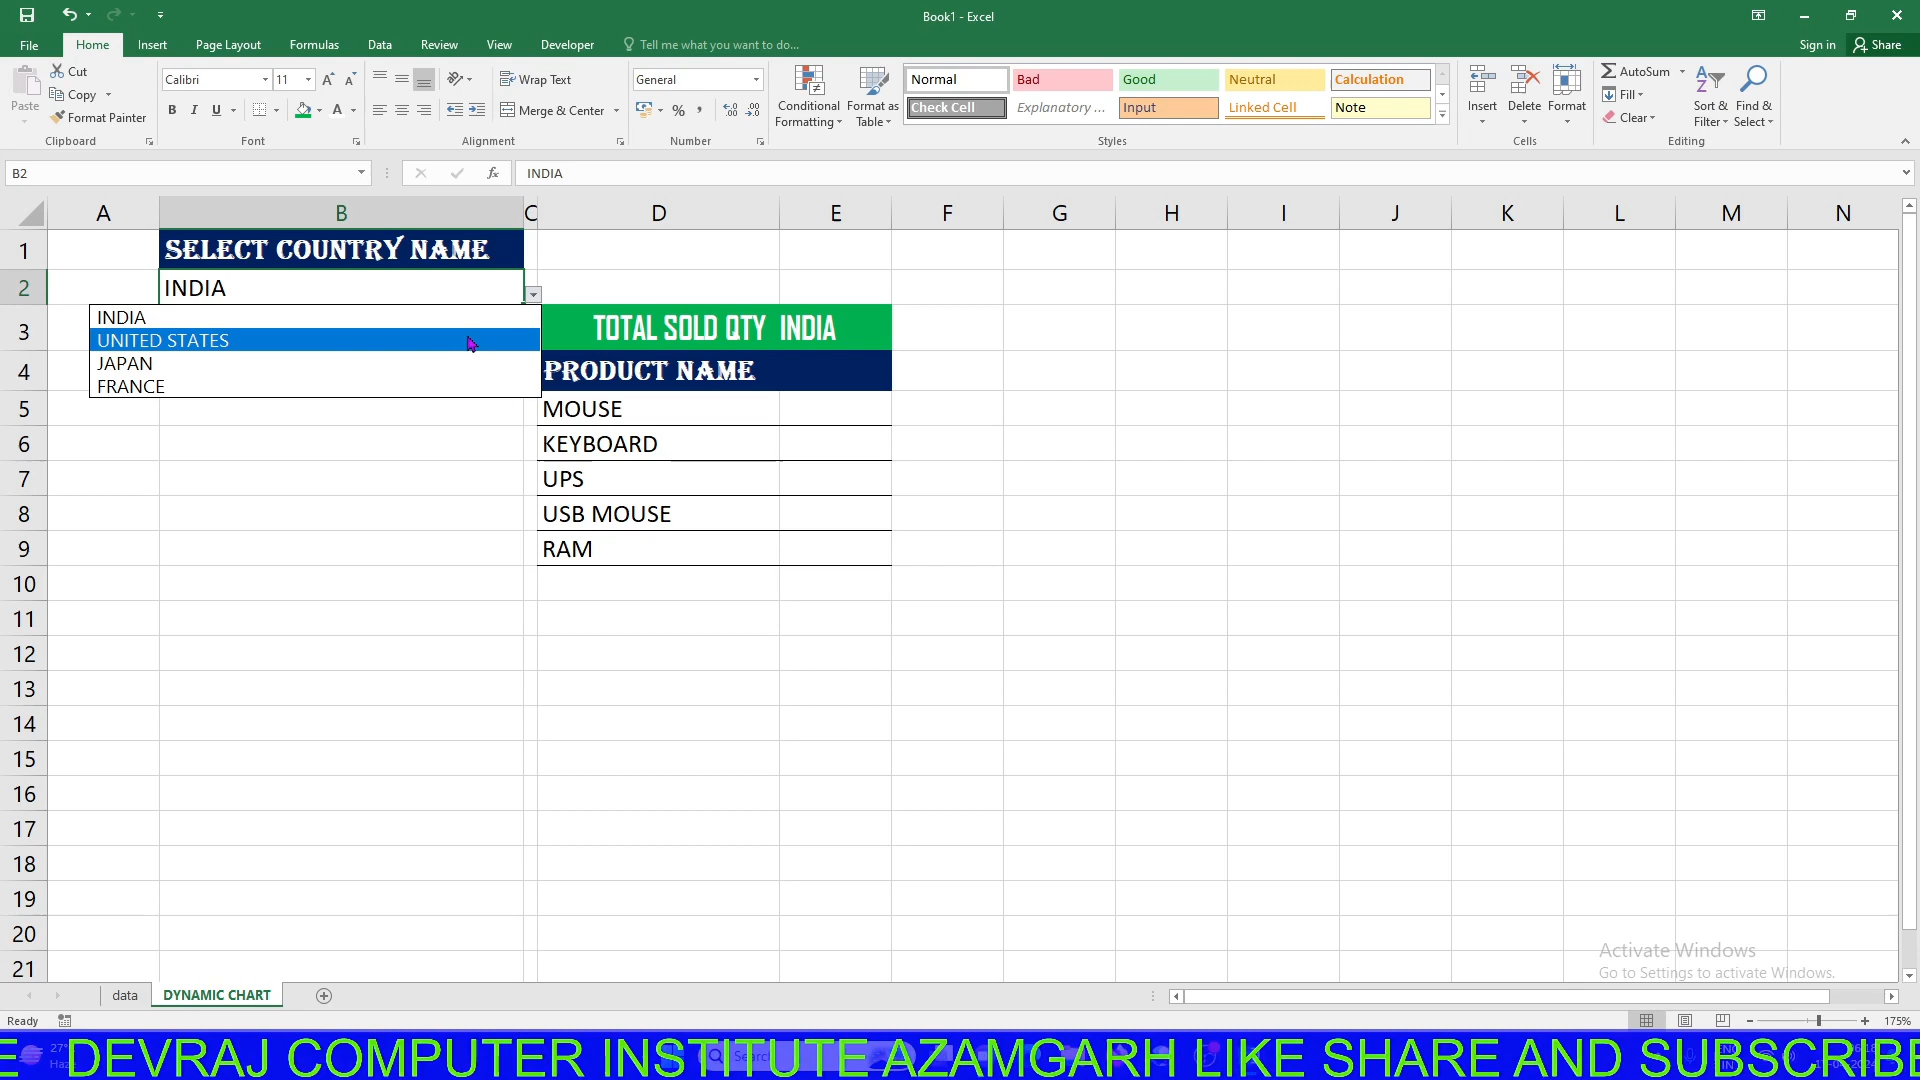 Book1 - Excel
File Home Insert Page Layout Formulas Data Review View Developer Tell me what you want to do... Sign in Share
Paste
Cut
Copy
Format Painter
Clipboard
Calibri 11
B I U
Font
Wrap Text
Merge & Center
Alignment
General
Number
Conditional Formatting
Format as Table
Normal Bad Good Neutral Calculation
Check Cell Explanatory ... Input Linked Cell Note
Styles
Insert Delete Format
Cells
AutoSum
Fill
Clear
Sort & Filter
Find & Select
Editing
B2 fx INDIA
A B C D E F G H I J K L M N
1 SELECT COUNTRY NAME
2 INDIA
INDIA
UNITED STATES
JAPAN
FRANCE
3 TOTAL SOLD QTY INDIA
4 PRODUCT NAME
5 MOUSE
6 KEYBOARD
7 UPS
8 USB MOUSE
9 RAM
10
11
12
13
14
15
16
17
18
19
20
21
Activate Windows
Go to Settings to activate Windows.
data DYNAMIC CHART
Ready 175%
E DEVRAJ COMPUTER INSTITUTE AZAMGARH LIKE SHARE AND SUBSCRIBE